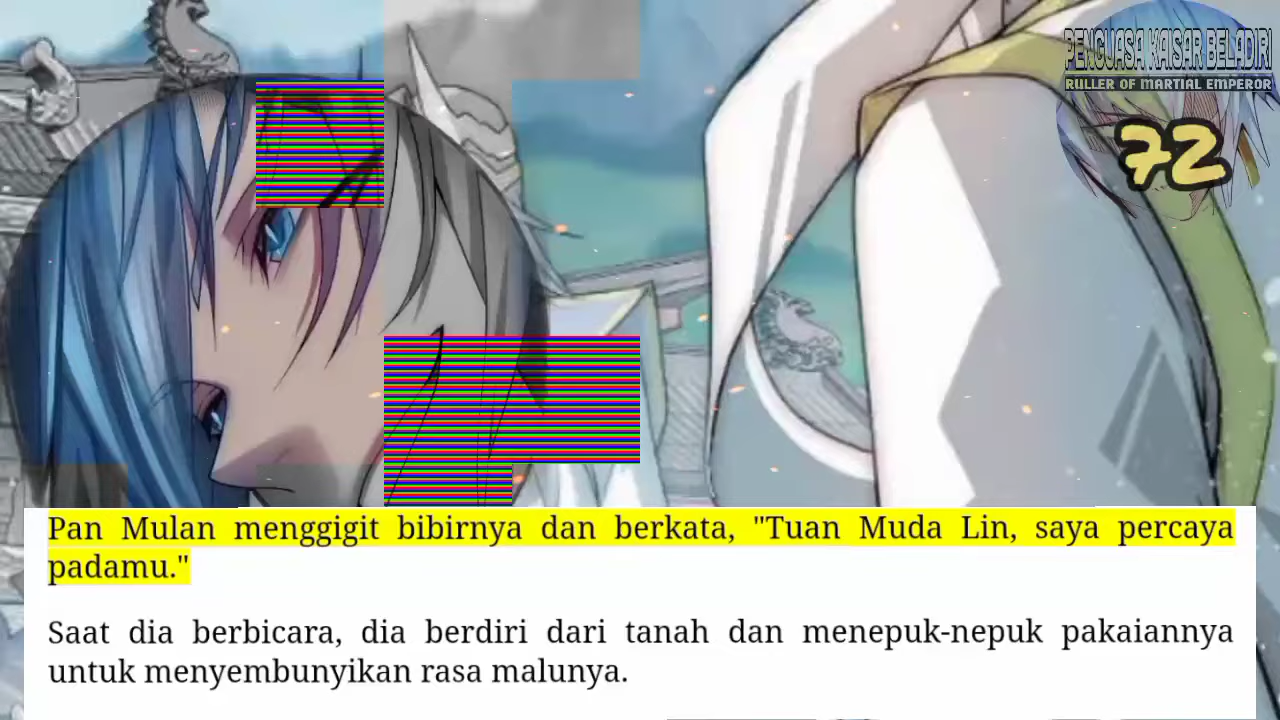 PENGUASA KAISAR BELADIRI
RULLER OF MARTIAL EMPEROR
72
Pan Mulan menggigit bibirnya dan berkata, "Tuan Muda Lin, saya percaya
padamu."
Saat dia berbicara, dia berdiri dari tanah dan menepuk-nepuk pakaiannya
untuk menyembunyikan rasa malunya.